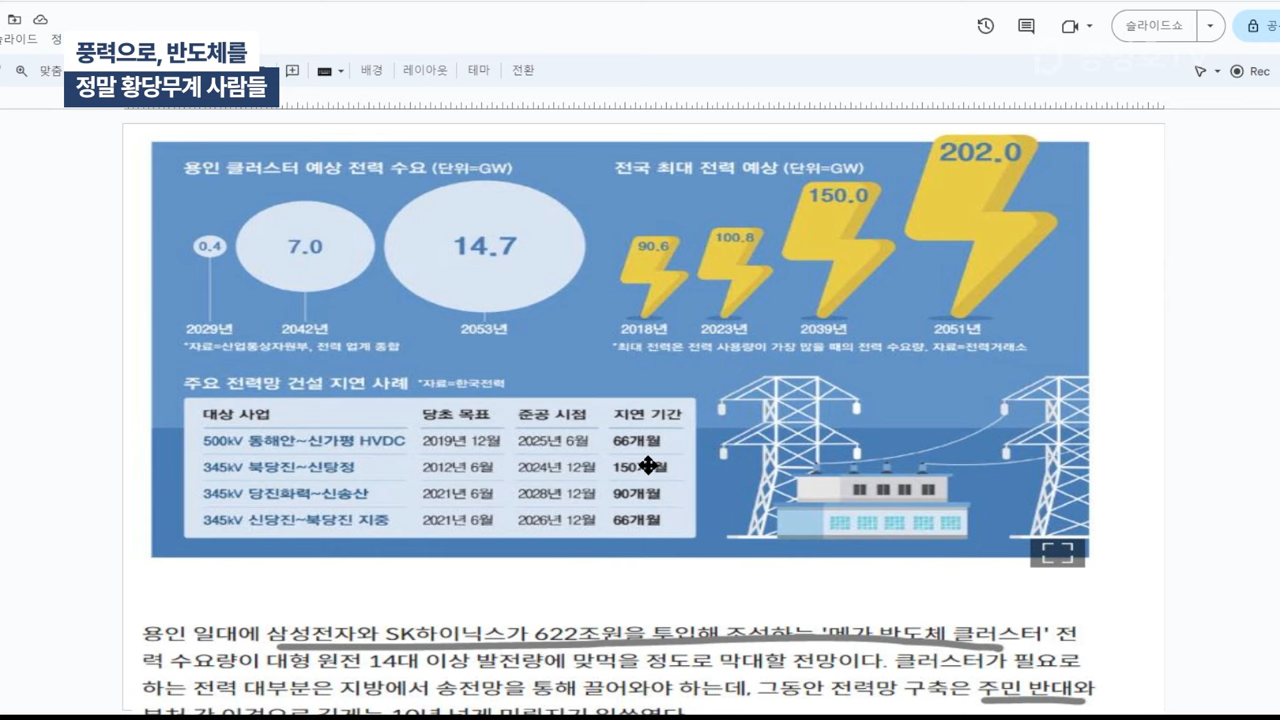 슬라이드쇼
풍력으로, 반도체를
정말 황당무계 사람들
맞춤
배경
레이아웃
테마
전환
Rec
용인 클러스터 예상 전력 수요 (단위=GW)
0.4
7.0
14.7
2029년
2042년
2053년
*자료=산업통상자원부, 전력 업계 종합
전국 최대 전력 예상 (단위=GW)
90.6
100.8
150.0
202.0
2018년
2023년
2039년
2051년
*최대 전력은 전력 사용량이 가장 많을 때의 전력 수요량, 자료=전력거래소
주요 전력망 건설 지연 사례 *자료=한국전력
대상 사업 당초 목표 준공 시점 지연 기간
500kV 동해안~신가평 HVDC 2019년 12월 2025년 6월 66개월
345kV 북당진~신탕정 2012년 6월 2024년 12월 150개월
345kV 당진화력~신송산 2021년 6월 2028년 12월 90개월
345kV 신당진~북당진 지중 2021년 6월 2026년 12월 66개월
용인 일대에 삼성전자와 SK하이닉스가 622조원을 투입해 조성하는 '메가 반도체 클러스터' 전
력 수요량이 대형 원전 14대 이상 발전량에 맞먹을 정도로 막대할 전망이다. 클러스터가 필요로
하는 전력 대부분은 지방에서 송전망을 통해 끌어와야 하는데, 그동안 전력망 구축은 주민 반대와